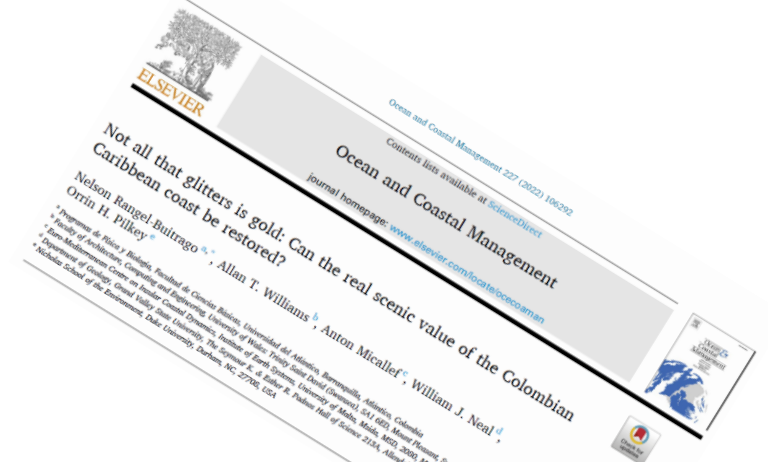 Ocean and Coastal Management 227 (2022) 106292
Contents lists available at ScienceDirect
Ocean and Coastal Management
journal homepage: www.elsevier.com/locate/ocecoaman
ELSEVIER
Ocean & Coastal Management
Not all that glitters is gold: Can the real scenic value of the Colombian
Caribbean coast be restored?
Check for updates
Nelson Rangel-Buitrago a,*, Allan T. Williams b, Anton Micallef c, William J. Neal d,
Orrin H. Pilkey e
a Programas de Física y Biología, Facultad de Ciencias Básicas, Universidad del Atlántico, Barranquilla, Atlántico, Colombia
b Faculty of Architecture, Computing and Engineering, University of Wales: Trinity Saint David (Swansea), SA1 6ED, Mount Pleasant,
c Euro-Mediterranean Centre on Insular Coastal Dynamics, Institute of Earth Systems, University of Malta, Msida, MSD, 2080,
d Department of Geology, Grand Valley State University, The Seymour K. & Esther R. Padnos Hall of Science 213A,
e Nicholas School of the Environment, Duke University, Durham, NC, 27708, USA